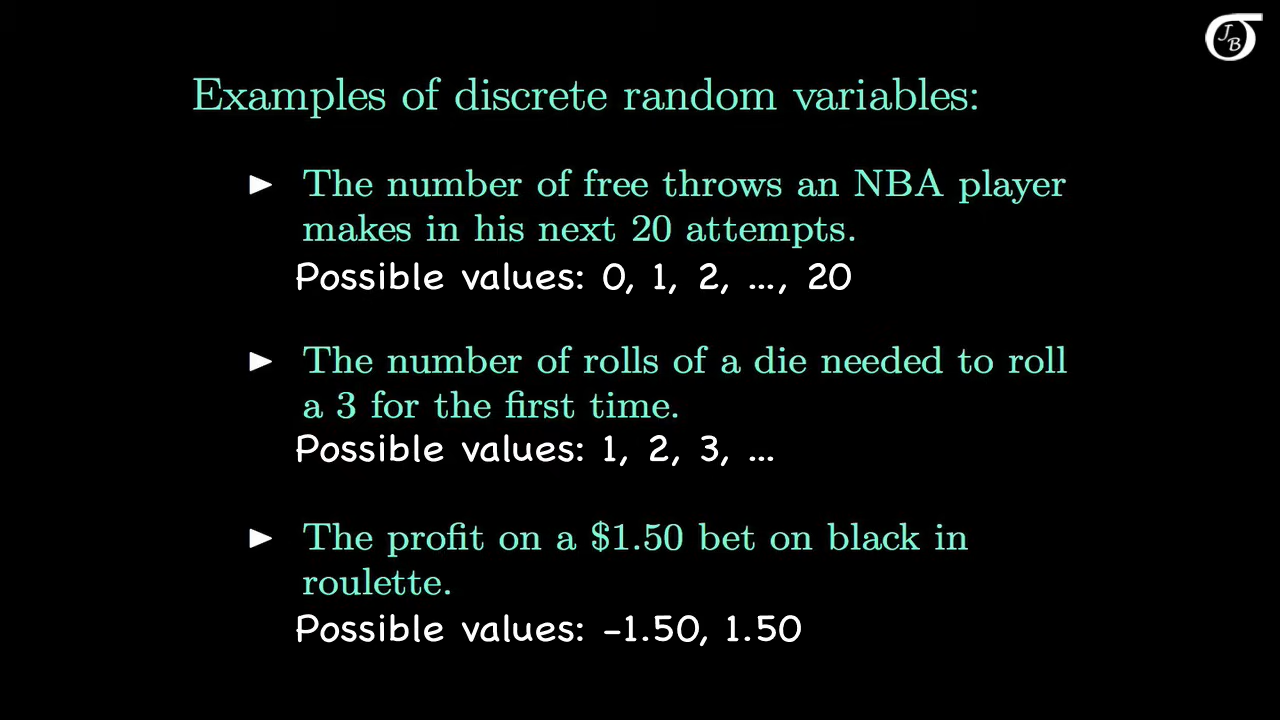 J
B
Examples of discrete random variables:
► The number of free throws an NBA player
makes in his next 20 attempts.
Possible values: 0, 1, 2, ..., 20
► The number of rolls of a die needed to roll
a 3 for the first time.
Possible values: 1, 2, 3, ...
► The profit on a $1.50 bet on black in
roulette.
Possible values: –1.50, 1.50